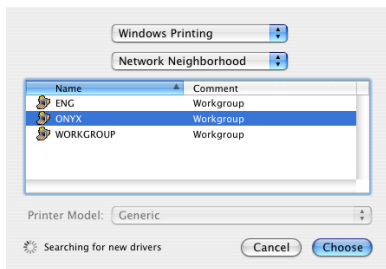 Windows Printing
Network Neighborhood
Name Comment
ENG Workgroup
ONYX Workgroup
WORKGROUP Workgroup
Printer Model: Generic
Searching for new drivers Cancel Choose